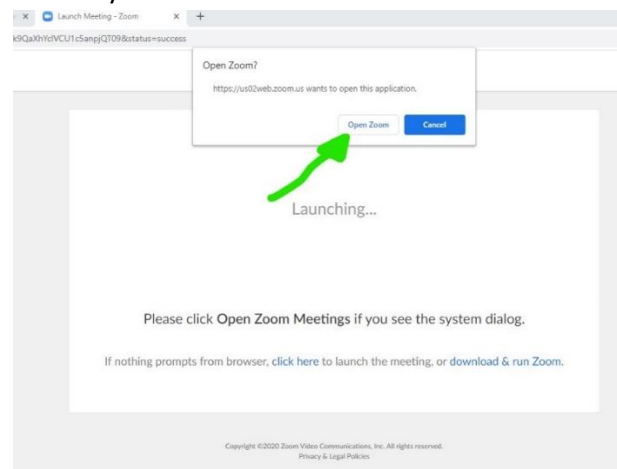 Launch Meeting - Zoom
k9QaXhYclVCU1c5anpjQT09&status=success
Open Zoom?
https://us02web.zoom.us wants to open this application.
Open Zoom Cancel
Launching...
Please click Open Zoom Meetings if you see the system dialog.
If nothing prompts from browser, click here to launch the meeting, or download & run Zoom.
Copyright ©2020 Zoom Video Communications, Inc. All rights reserved.
Privacy & Legal Policies